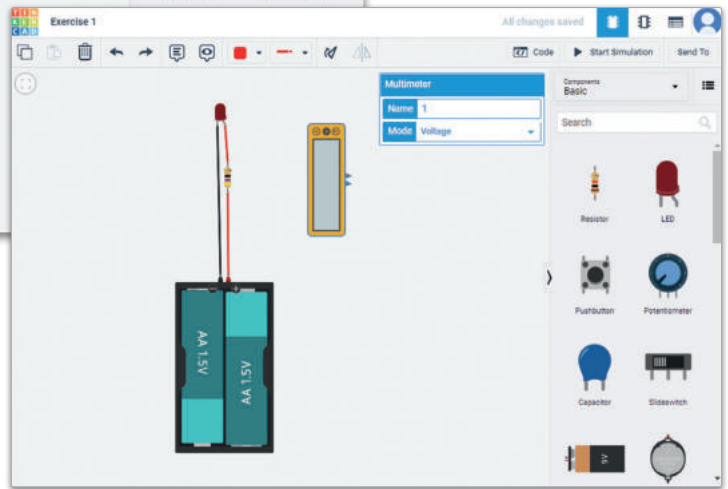 TIN
KER
CAD
Exercise 1
All changes saved
Code
Start Simulation
Send To
Multimeter
Name 1
Mode Voltage
Components
Basic
Search
AA 1.5V
AA 1.5V
Resistor
LED
Pushbutton
Potentiometer
Capacitor
Slideswitch
9V